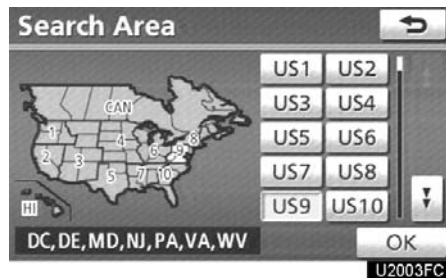 Search Area
US1 US2
US3 US4
US5 US6
US7 US8
US9 US10
CAN
1
2
3
4
5
6
7
8
9
10
HI
DC,DE,MD,NJ,PA,VA,WV
OK
U2003FC